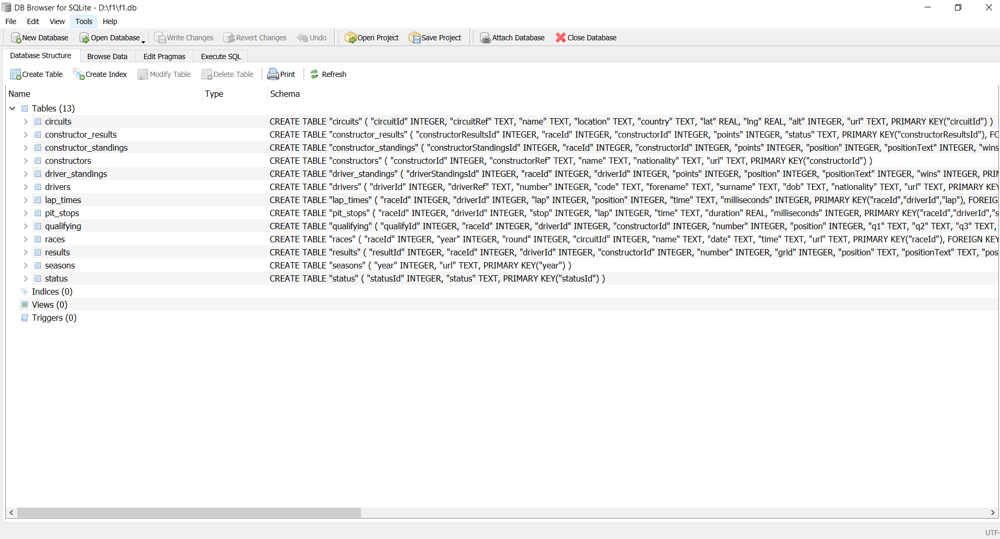 DB Browser for SQLite - D:\f1\f1.db
File Edit View Tools Help
New Database Open Database Write Changes Revert Changes Undo Open Project Save Project Attach Database Close Database
Database Structure Browse Data Edit Pragmas Execute SQL
Create Table Create Index Modify Table Delete Table Print Refresh
Name Type Schema
Tables (13)
circuits CREATE TABLE "circuits" ( "circuitId" INTEGER, "circuitRef" TEXT, "name" TEXT, "location" TEXT, "country" TEXT, "lat" REAL, "lng" REAL, "alt" INTEGER, "url" TEXT, PRIMARY KEY("circuitId") )
constructor_results CREATE TABLE "constructor_results" ( "constructorResultsId" INTEGER, "raceId" INTEGER, "constructorId" INTEGER, "points" INTEGER, "status" TEXT, PRIMARY KEY("constructorResultsId"), FO
constructor_standings CREATE TABLE "constructor_standings" ( "constructorStandingsId" INTEGER, "raceId" INTEGER, "constructorId" INTEGER, "points" INTEGER, "position" INTEGER, "positionText" INTEGER, "wins
constructors CREATE TABLE "constructors" ( "constructorId" INTEGER, "constructorRef" TEXT, "name" TEXT, "nationality" TEXT, "url" TEXT, PRIMARY KEY("constructorId") )
driver_standings CREATE TABLE "driver_standings" ( "driverStandingsId" INTEGER, "raceId" INTEGER, "driverId" INTEGER, "points" INTEGER, "position" INTEGER, "positionText" INTEGER, "wins" INTEGER, PRIM
drivers CREATE TABLE "drivers" ( "driverId" INTEGER, "driverRef" TEXT, "number" INTEGER, "code" TEXT, "forename" TEXT, "surname" TEXT, "dob" TEXT, "nationality" TEXT, "url" TEXT, PRIMARY KEY
lap_times CREATE TABLE "lap_times" ( "raceId" INTEGER, "driverId" INTEGER, "lap" INTEGER, "position" INTEGER, "time" TEXT, "milliseconds" INTEGER, PRIMARY KEY("raceId","driverId","lap"), FOREIG
pit_stops CREATE TABLE "pit_stops" ( "raceId" INTEGER, "driverId" INTEGER, "stop" INTEGER, "lap" INTEGER, "time" TEXT, "duration" REAL, "milliseconds" INTEGER, PRIMARY KEY("raceId","driverId","s
qualifying CREATE TABLE "qualifying" ( "qualifyId" INTEGER, "raceId" INTEGER, "driverId" INTEGER, "constructorId" INTEGER, "number" INTEGER, "position" INTEGER, "q1" TEXT, "q2" TEXT, "q3" TEXT,
races CREATE TABLE "races" ( "raceId" INTEGER, "year" INTEGER, "round" INTEGER, "circuitId" INTEGER, "name" TEXT, "date" TEXT, "time" TEXT, "url" TEXT, PRIMARY KEY("raceId"), FOREIGN KEY
results CREATE TABLE "results" ( "resultId" INTEGER, "raceId" INTEGER, "driverId" INTEGER, "constructorId" INTEGER, "number" INTEGER, "grid" INTEGER, "position" TEXT, "positionText" TEXT, "pos
seasons CREATE TABLE "seasons" ( "year" INTEGER, "url" TEXT, PRIMARY KEY("year") )
status CREATE TABLE "status" ( "statusId" INTEGER, "status" TEXT, PRIMARY KEY("statusId") )
Indices (0)
Views (0)
Triggers (0)
UTF-